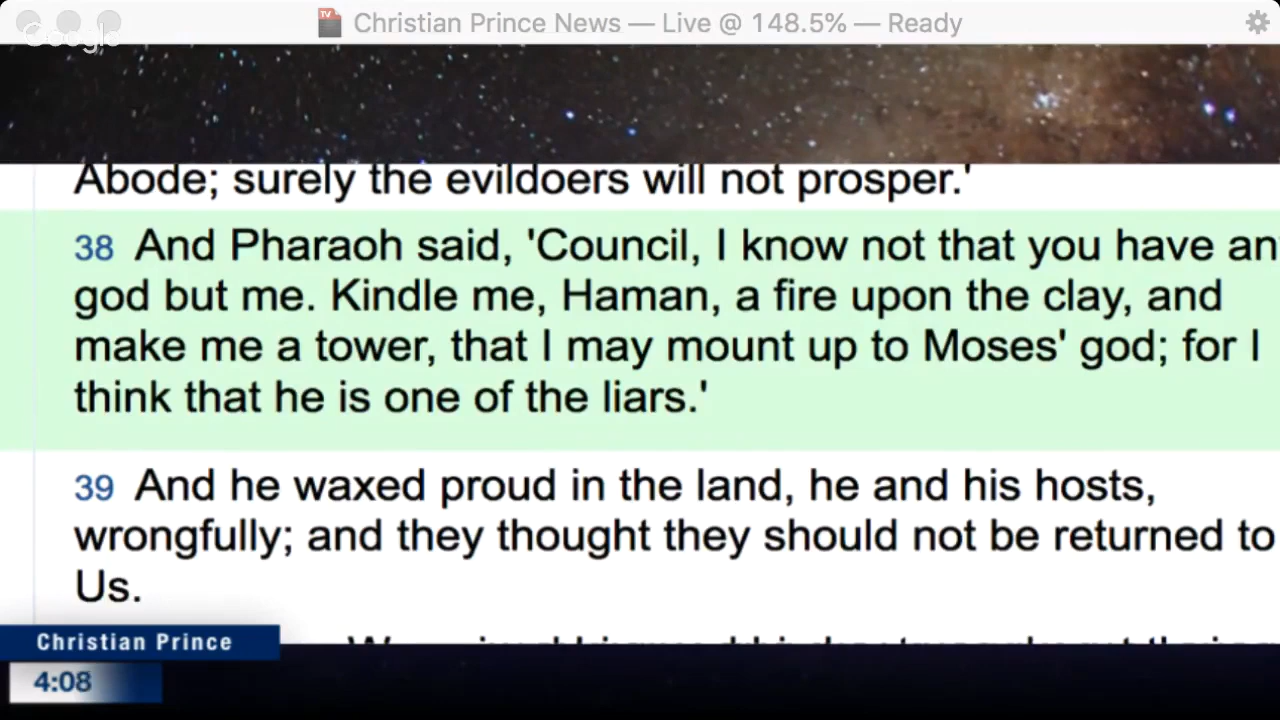 Christian Prince News — Live @ 148.5% — Ready
Google
Abode; surely the evildoers will not prosper.'
38 And Pharaoh said, 'Council, I know not that you have an
god but me. Kindle me, Haman, a fire upon the clay, and
make me a tower, that I may mount up to Moses' god; for I
think that he is one of the liars.'
39 And he waxed proud in the land, he and his hosts,
wrongfully; and they thought they should not be returned to
Us.
Christian Prince
4:08